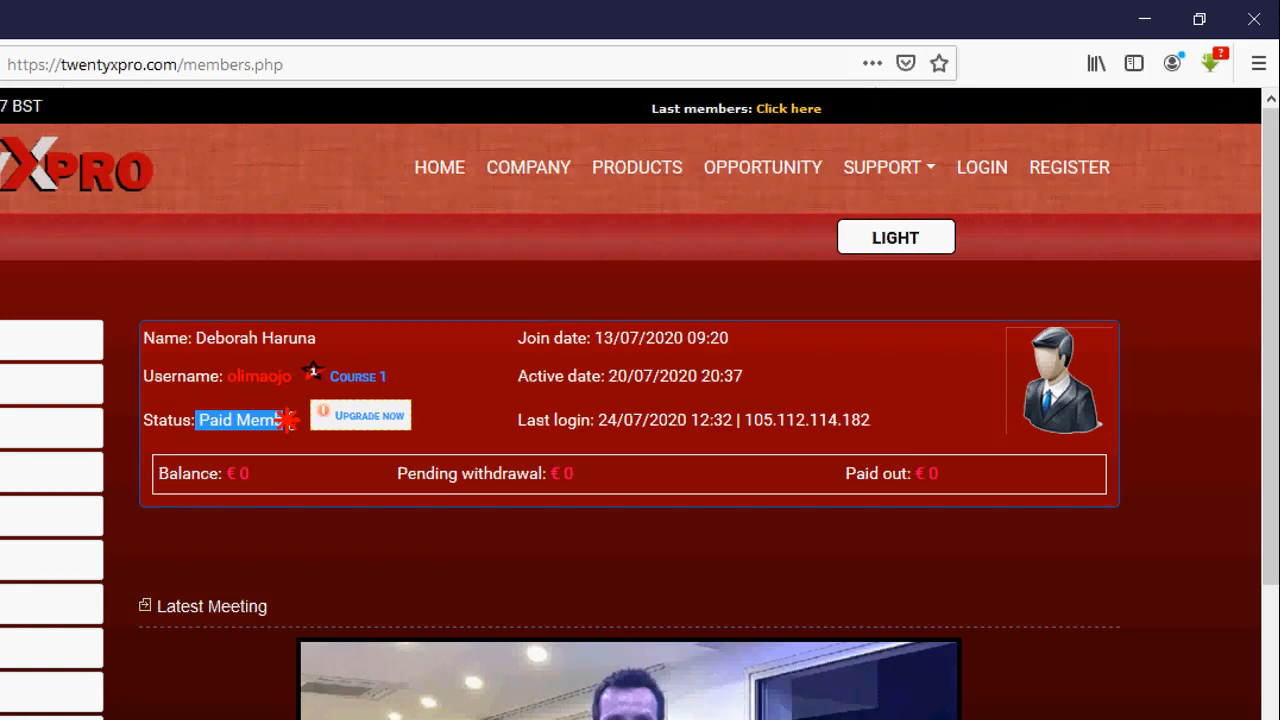 https://twentyxpro.com/members.php
?
7 BST
Last members: Click here
XPRO
HOME COMPANY PRODUCTS OPPORTUNITY SUPPORT LOGIN REGISTER
LIGHT
Name: Deborah Haruna
Join date: 13/07/2020 09:20
Username: olimaojo 1 COURSE 1
Active date: 20/07/2020 20:37
Status: Paid Memb
! UPGRADE NOW
Last login: 24/07/2020 12:32 | 105.112.114.182
Balance: € 0
Pending withdrawal: € 0
Paid out: € 0
Latest Meeting